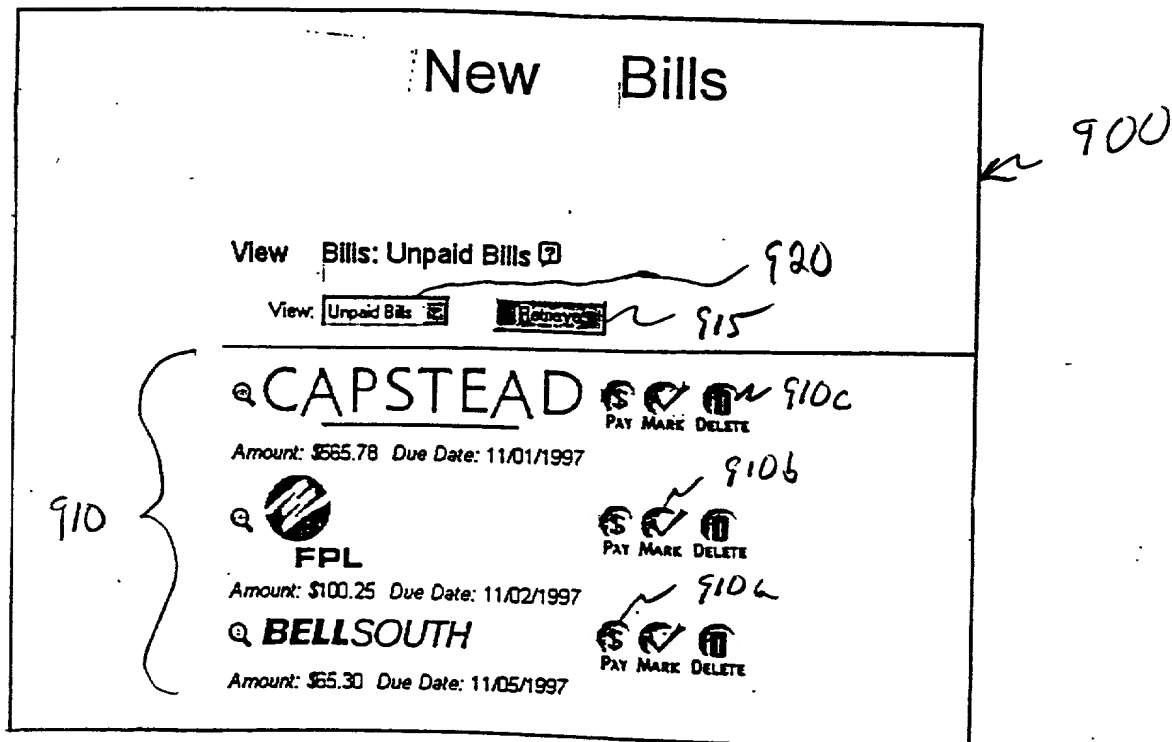 New Bills
900
View Bills: Unpaid Bills ?
920
View: Unpaid Bills Retrieve
915
CAPSTEAD
PAY MARK DELETE
910c
Amount: $565.78 Due Date: 11/01/1997
910b
910
FPL
PAY MARK DELETE
Amount: $100.25 Due Date: 11/02/1997
910a
BELLSOUTH
PAY MARK DELETE
Amount: $65.30 Due Date: 11/05/1997